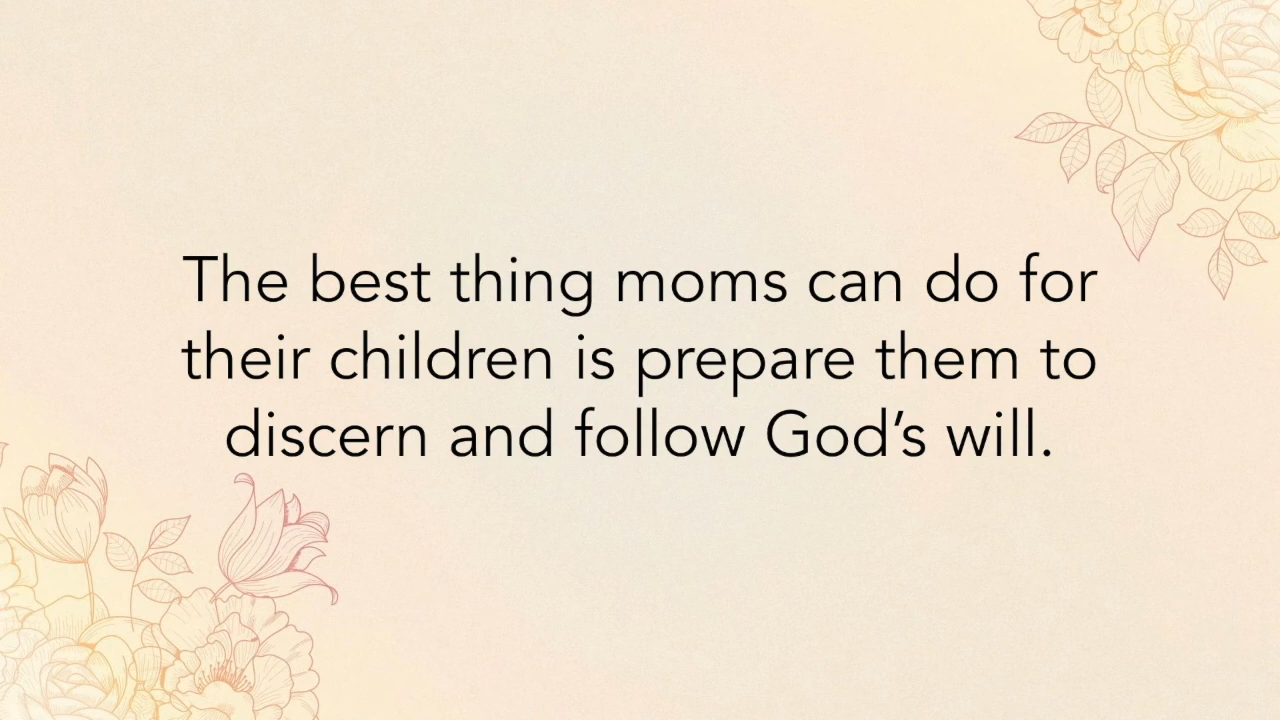 The best thing moms can do for
their children is prepare them to
discern and follow God’s will.